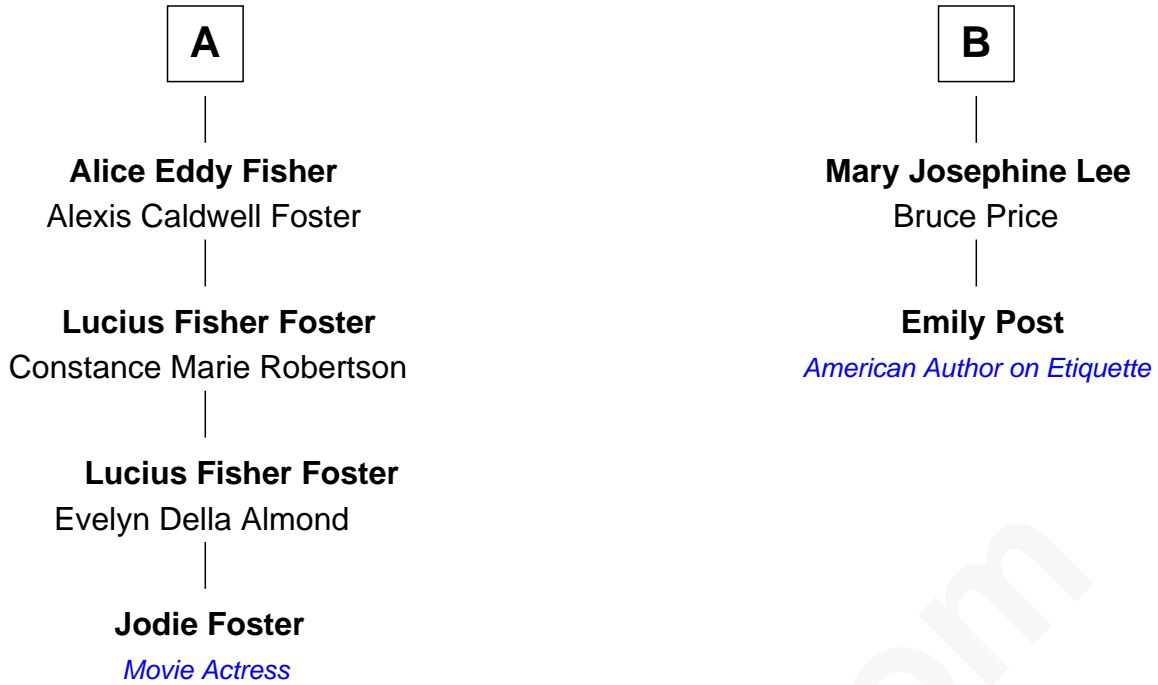 A
Alice Eddy Fisher
Alexis Caldwell Foster
Lucius Fisher Foster
Constance Marie Robertson
Lucius Fisher Foster
Evelyn Della Almond
Jodie Foster
Movie Actress
B
Mary Josephine Lee
Bruce Price
Emily Post
American Author on Etiquette
om